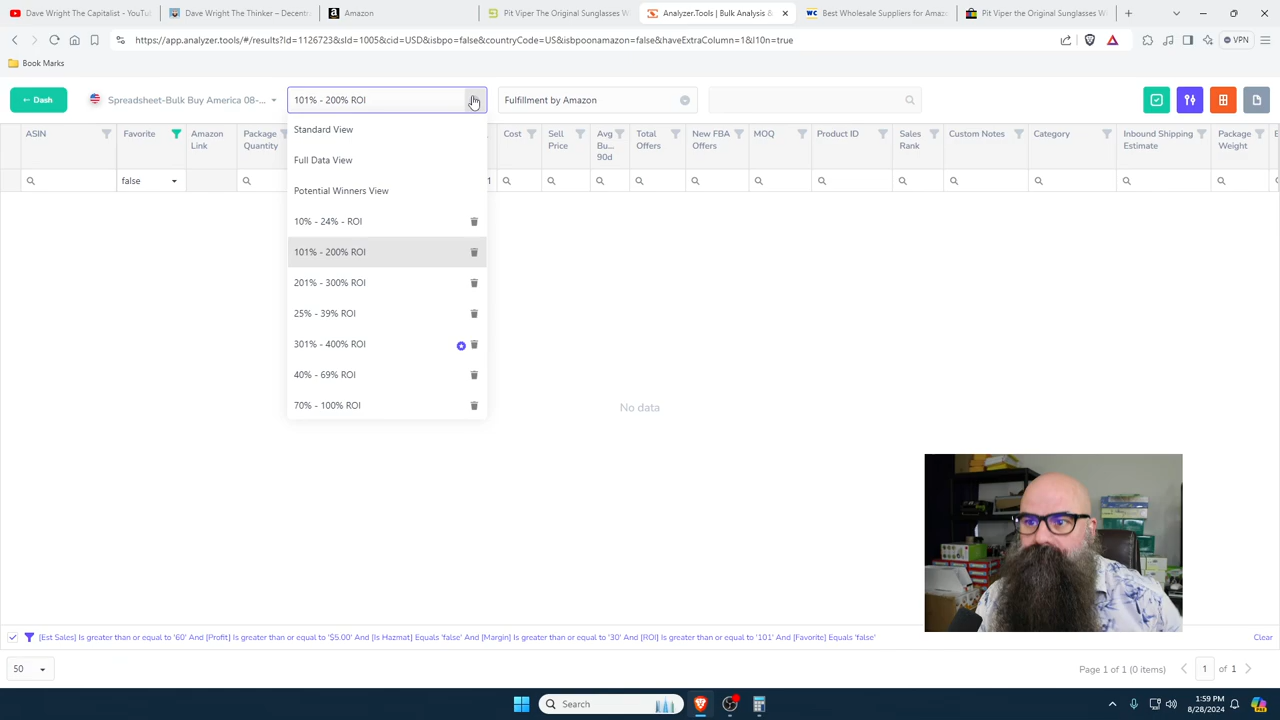 Dave Wright The Capitalist - YouTu
Dave Wright The Thinker – Decentr
Amazon
Pit Viper The Original Sunglasses W
Analyzer.Tools | Bulk Analysis &
Best Wholesale Suppliers for Amazo
Pit Viper the Original Sunglasses Wi
https://app.analyzer.tools/#/results?Id=1126723&sId=1005&cid=USD&isbpo=false&countryCode=US&isbpoonamazon=false&haveExtraColumn=1&l10n=true
VPN
Book Marks
← Dash
Spreadsheet-Bulk Buy America 08-...
101% - 200% ROI
Fulfillment by Amazon
ASIN
Favorite
Amazon Link
Package Quantity
Cost
Sell Price
Avg Bu... 90d
Total Offers
New FBA Offers
MOQ
Product ID
Sales Rank
Custom Notes
Category
Inbound Shipping Estimate
Package Weight
false
1
Standard View
Full Data View
Potential Winners View
10% - 24% - ROI
101% - 200% ROI
201% - 300% ROI
25% - 39% ROI
301% - 400% ROI
40% - 69% ROI
70% - 100% ROI
No data
[Est Sales] Is greater than or equal to '60' And [Profit] Is greater than or equal to '$5.00' And [Is Hazmat] Equals 'false' And [Margin] Is greater than or equal to '30' And [ROI] Is greater than or equal to '101' And [Favorite] Equals 'false'
Clear
50
Page 1 of 1 (0 items)
1
of 1
Search
1:59 PM
8/28/2024